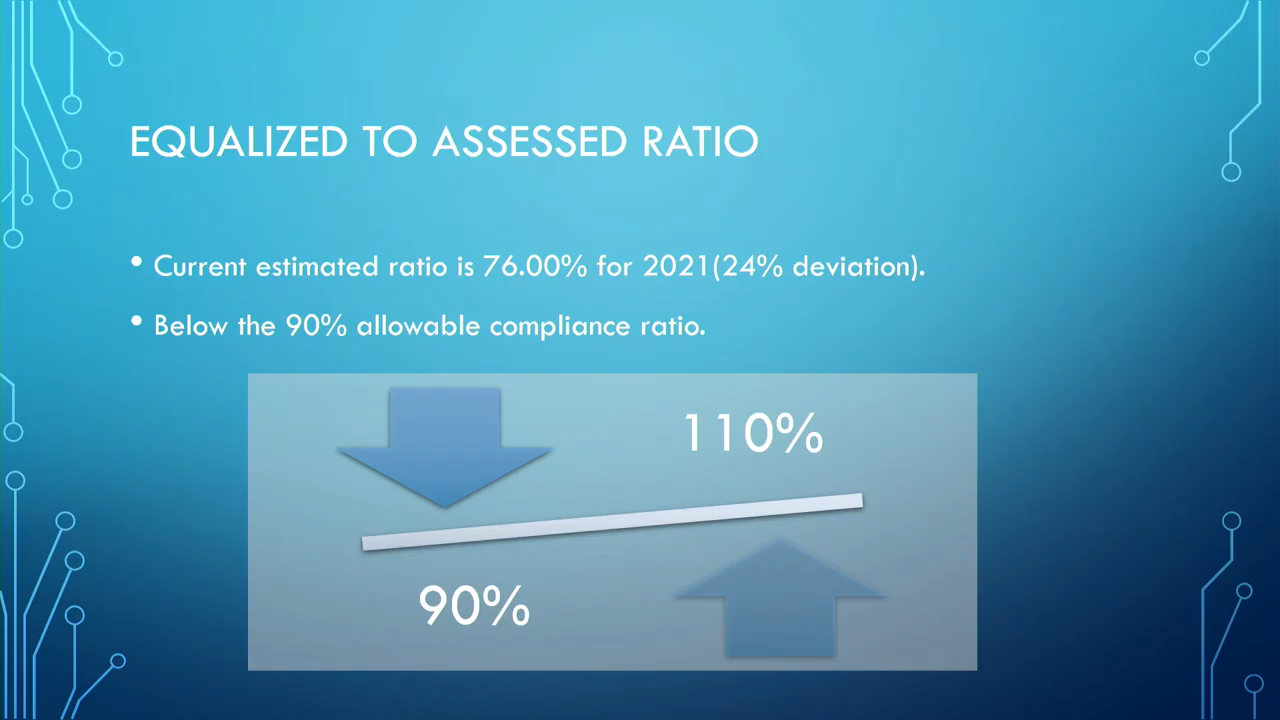 EQUALIZED TO ASSESSED RATIO
• Current estimated ratio is 76.00% for 2021(24% deviation).
• Below the 90% allowable compliance ratio.
110%
90%